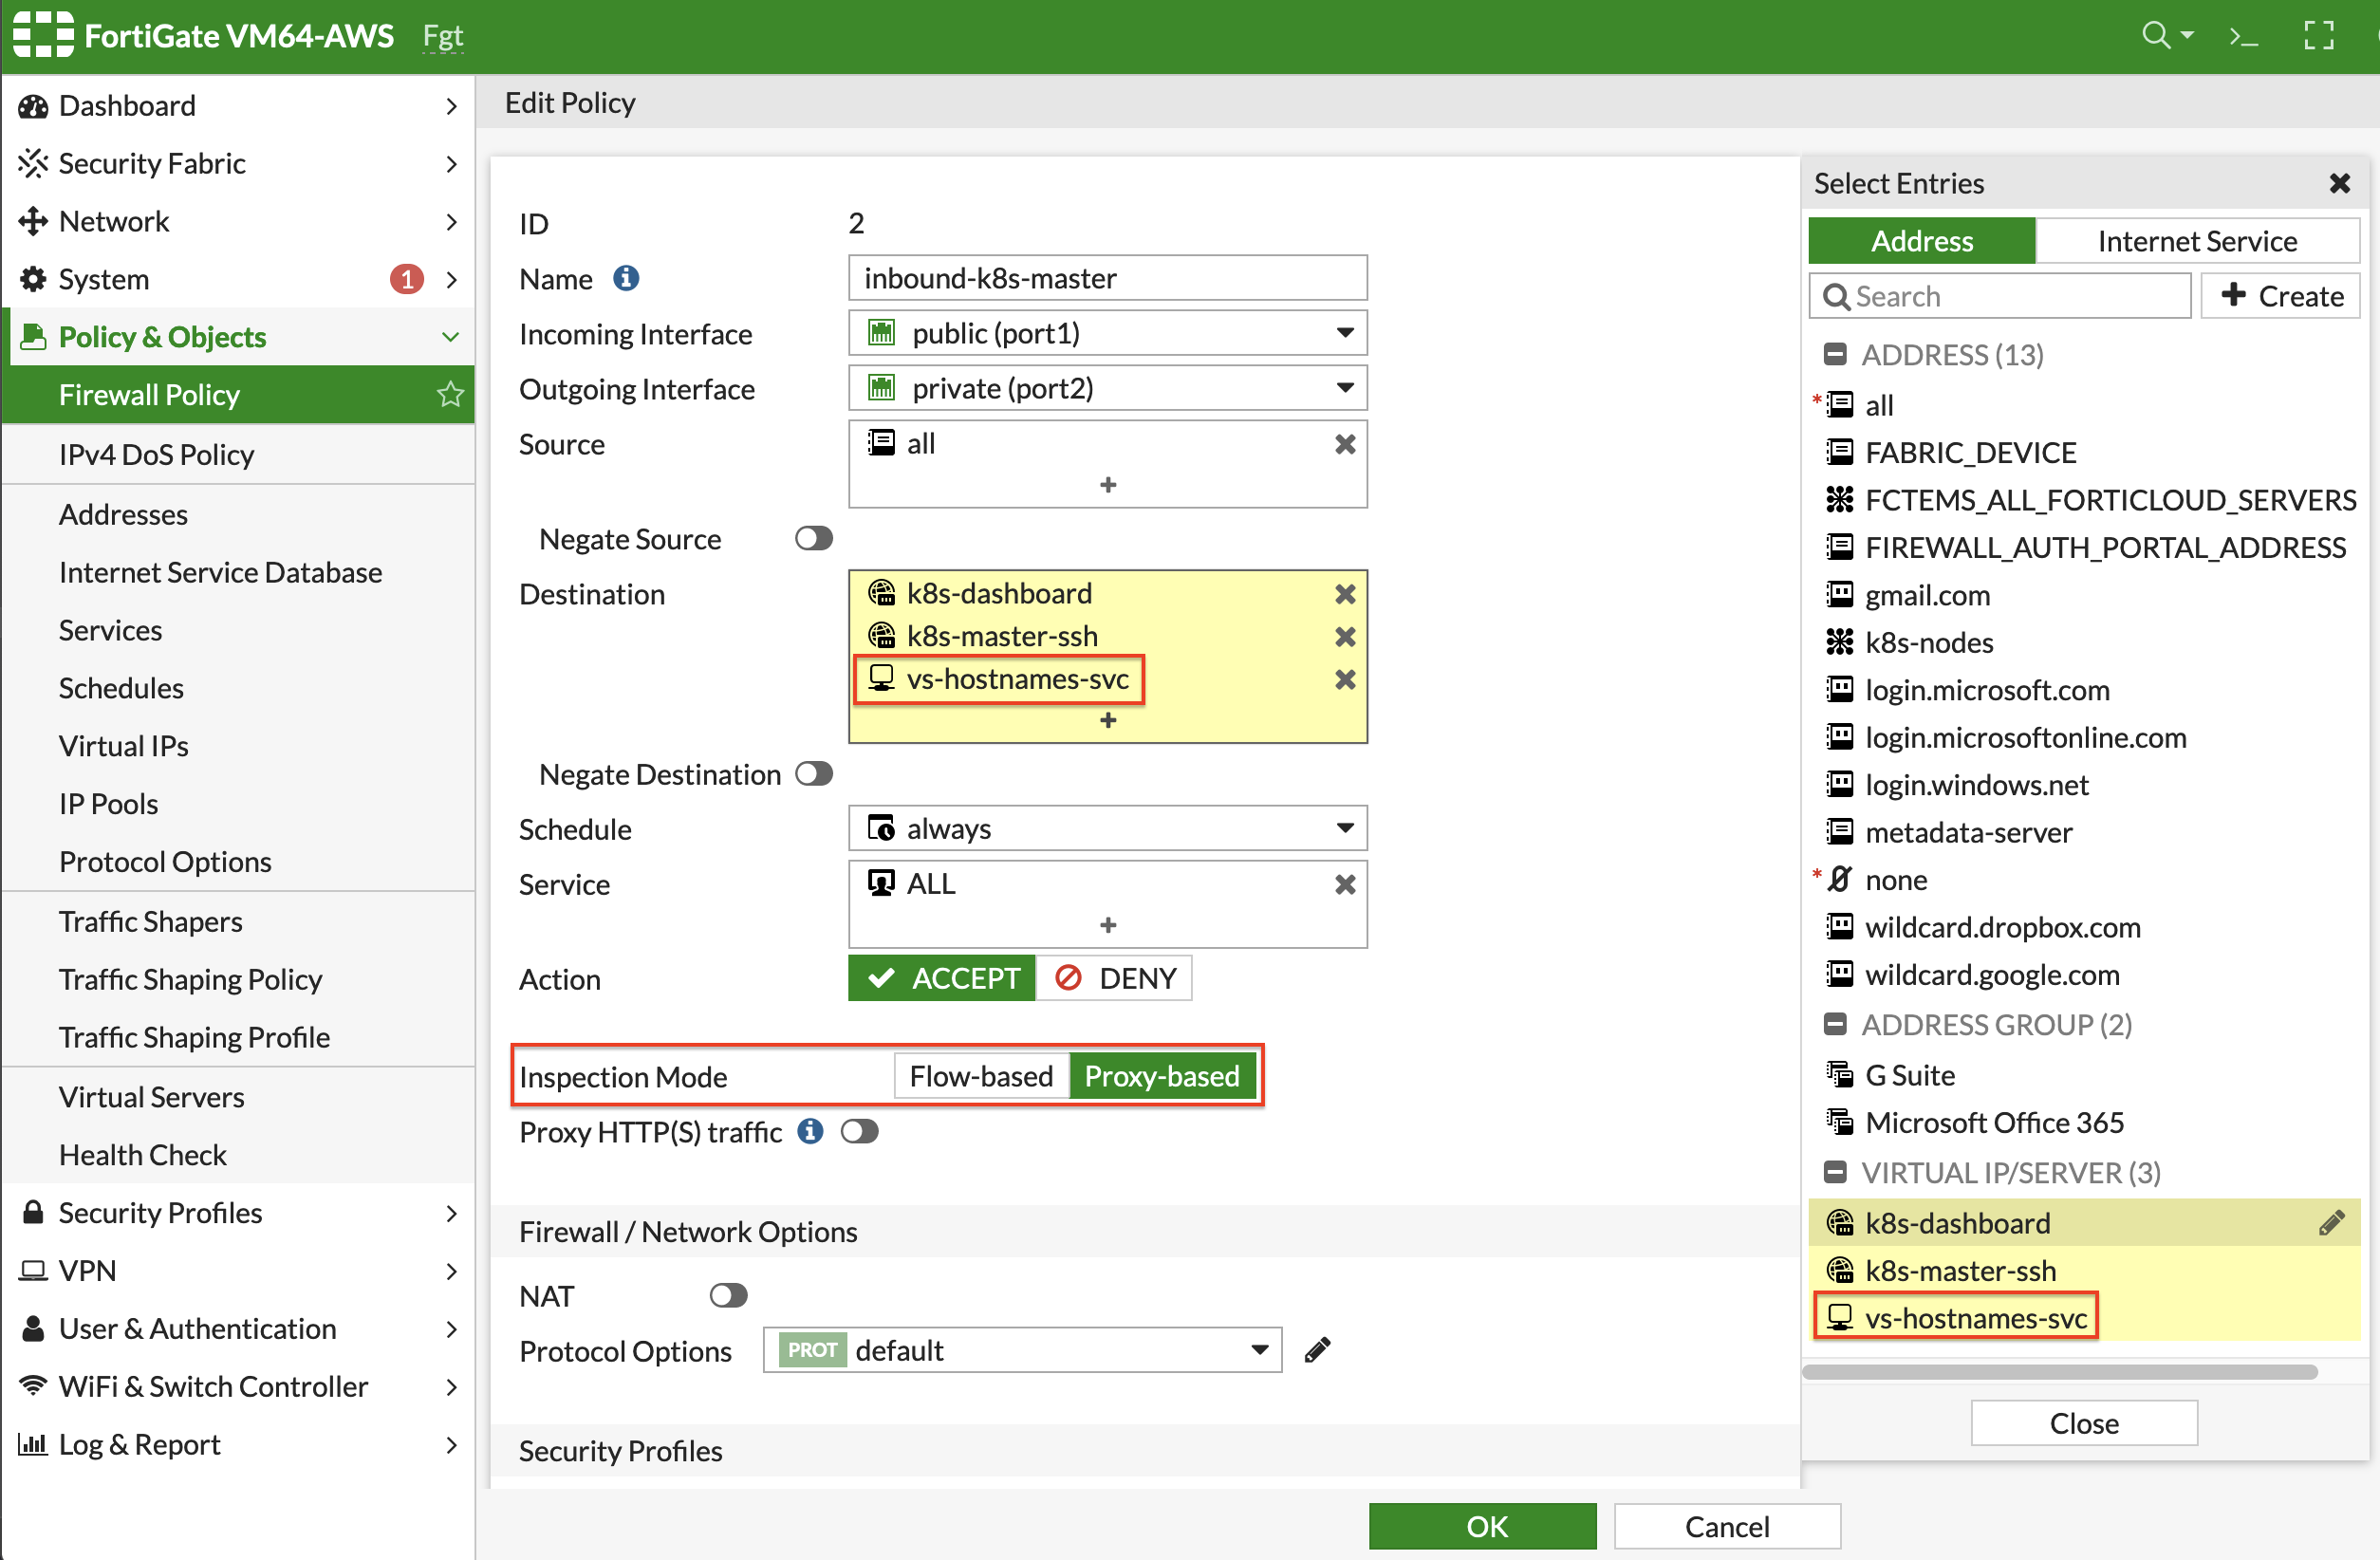 FortiGate VM64-AWS Fgt
Dashboard
Security Fabric
Network
System 1
Policy & Objects
Firewall Policy
IPv4 DoS Policy
Addresses
Internet Service Database
Services
Schedules
Virtual IPs
IP Pools
Protocol Options
Traffic Shapers
Traffic Shaping Policy
Traffic Shaping Profile
Virtual Servers
Health Check
Security Profiles
VPN
User & Authentication
WiFi & Switch Controller
Log & Report
Edit Policy
ID 2
Name inbound-k8s-master
Incoming Interface public (port1)
Outgoing Interface private (port2)
Source all
Negate Source
Destination k8s-dashboard
k8s-master-ssh
vs-hostnames-svc
Negate Destination
Schedule always
Service ALL
Action ACCEPT DENY
Inspection Mode Flow-based Proxy-based
Proxy HTTP(S) traffic
Firewall / Network Options
NAT
Protocol Options PROT default
Security Profiles
OK Cancel
Select Entries
Address Internet Service
Search Create
ADDRESS (13)
* all
FABRIC_DEVICE
FCTEMS_ALL_FORTICLOUD_SERVERS
FIREWALL_AUTH_PORTAL_ADDRESS
gmail.com
k8s-nodes
login.microsoft.com
login.microsoftonline.com
login.windows.net
metadata-server
* none
wildcard.dropbox.com
wildcard.google.com
ADDRESS GROUP (2)
G Suite
Microsoft Office 365
VIRTUAL IP/SERVER (3)
k8s-dashboard
k8s-master-ssh
vs-hostnames-svc
Close